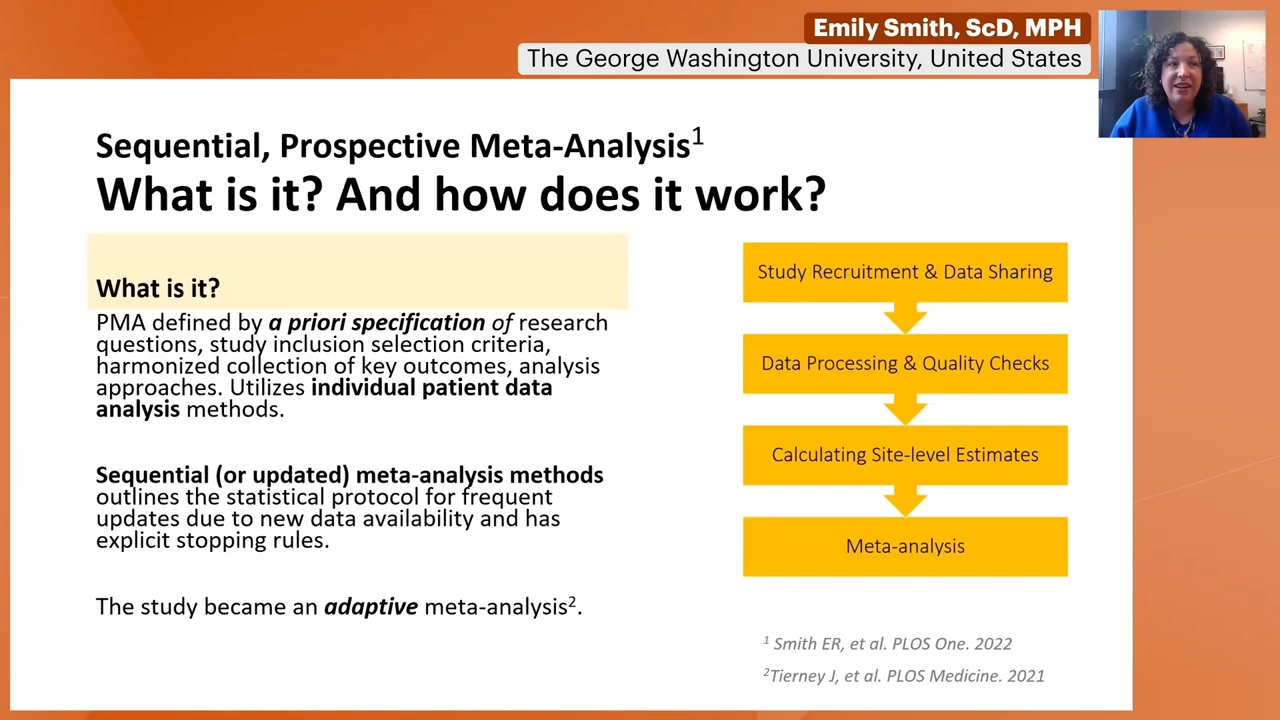 Emily Smith, ScD, MPH
The George Washington University, United States
Sequential, Prospective Meta-Analysis1
What is it? And how does it work?
What is it?
PMA defined by a priori specification of research
questions, study inclusion selection criteria,
harmonized collection of key outcomes, analysis
approaches. Utilizes individual patient data
analysis methods.
Sequential (or updated) meta-analysis methods
outlines the statistical protocol for frequent
updates due to new data availability and has
explicit stopping rules.
The study became an adaptive meta-analysis2.
Study Recruitment & Data Sharing
Data Processing & Quality Checks
Calculating Site-level Estimates
Meta-analysis
1 Smith ER, et al. PLOS One. 2022
2Tierney J, et al. PLOS Medicine. 2021